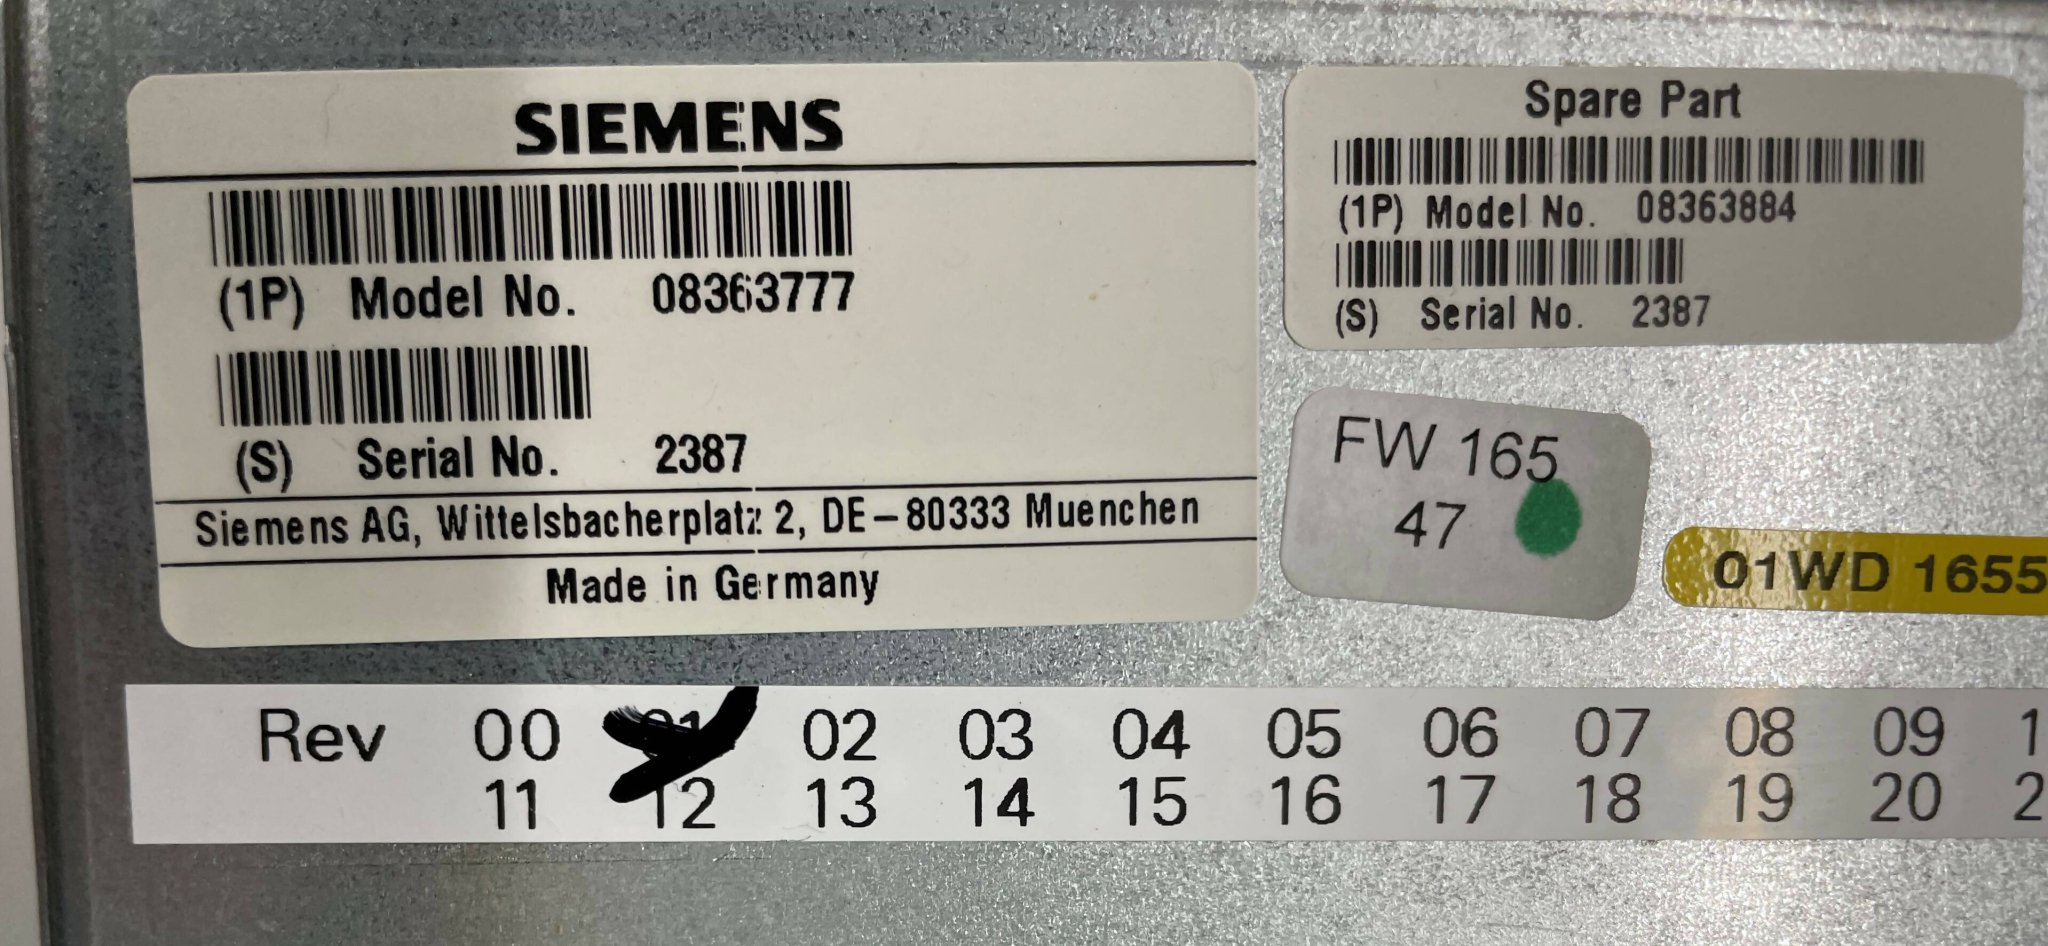 SIEMENS
(1P) Model No. 08363777
(S) Serial No. 2387
Siemens AG, Wittelsbacherplatz 2, DE-80333 Muenchen
Made in Germany
Spare Part
(1P) Model No. 08363884
(S) Serial No. 2387
FW 165
47
01WD 1655
Rev 00 01 02 03 04 05 06 07 08 09
11 12 13 14 15 16 17 18 19 20